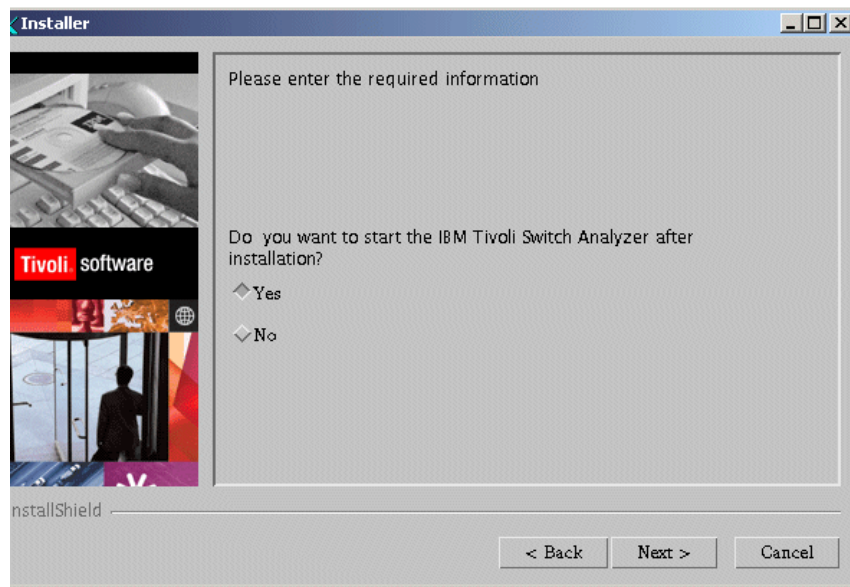 Installer
Please enter the required information
Do you want to start the IBM Tivoli Switch Analyzer after
installation?
Yes
No
Tivoli. software
nstallShield
< Back
Next >
Cancel